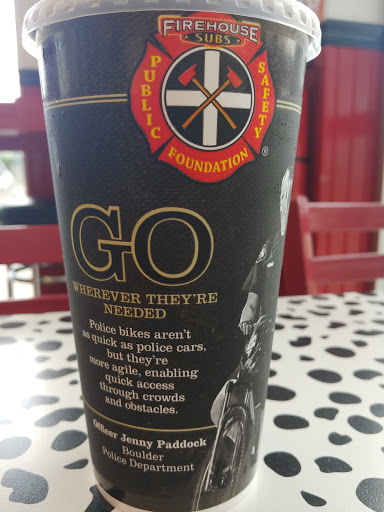 FIREHOUSE
SUBS
PUBLIC
SAFETY
FOUNDATION
®
GO
WHEREVER THEY'RE
NEEDED
Police bikes aren't
as quick as police cars,
but they're
more agile, enabling
quick access
through crowds
and obstacles.
Officer Jenny Paddock
Boulder
Police Department